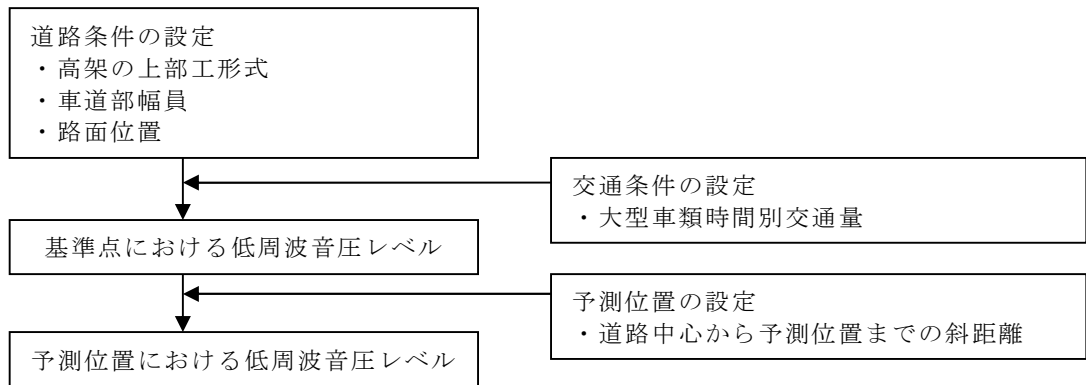 道路条件の設定
・高架の上部工形式
・車道部幅員
・路面位置
交通条件の設定
・大型車類時間別交通量
基準点における低周波音圧レベル
予測位置の設定
・道路中心から予測位置までの斜距離
予測位置における低周波音圧レベル